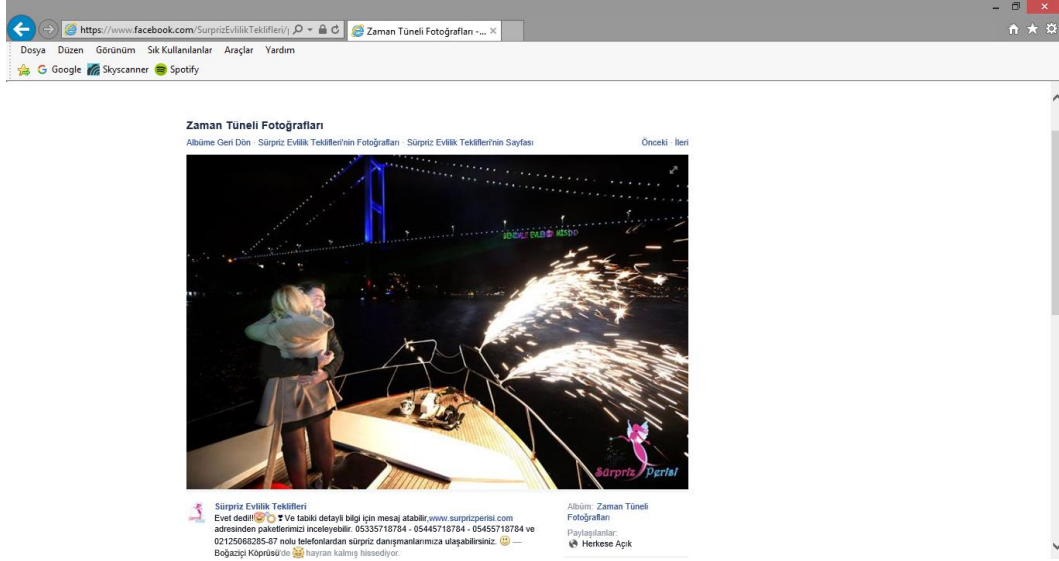 https://www.facebook.com/SurprizEvlilikTeklifleri/
Zaman Tüneli Fotoğrafları -...
Dosya Düzen Görünüm Sık Kullanılanlar Araçlar Yardım
Google Skyscanner Spotify
Zaman Tüneli Fotoğrafları
Albüme Geri Dön · Sürpriz Evlilik Teklifleri'nin Fotoğrafları · Sürpriz Evlilik Teklifleri'nin Sayfası Önceki · İleri
Sürpriz Perisi
Sürpriz Evlilik Teklifleri
Evet dedi!! Ve tabiki detayli bilgi için mesaj atabilir,www.surprizperisi.com
adresinden paketlerimizi inceleyebilir. 05335718784 - 05445718784 - 05455718784 ve
02125068285-87 nolu telefonlardan sürpriz danışmanlarımıza ulaşabilirsiniz. —
Boğaziçi Köprüsü'de hayran kalmış hissediyor.
Albüm: Zaman Tüneli
Fotoğrafları
Paylaşılanlar:
Herkese Açık